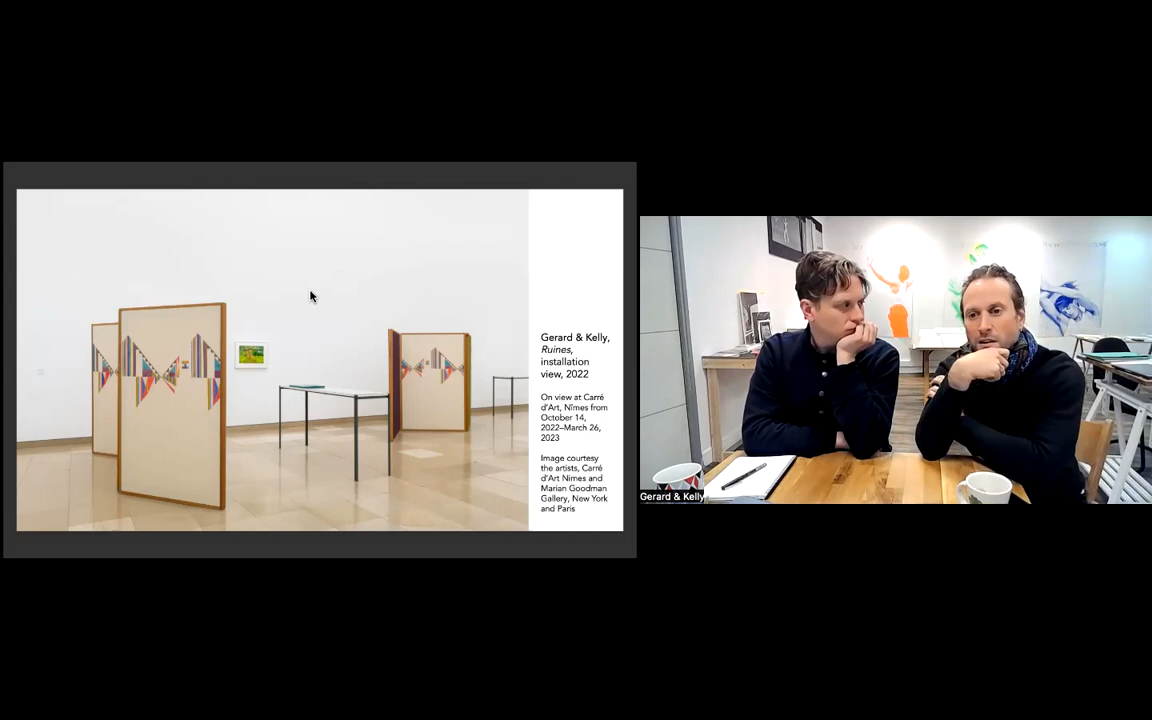 Gerard & Kelly,
Ruines,
installation
view, 2022
On view at Carré
d'Art, Nîmes from
October 14,
2022–March 26,
2023
Image courtesy
the artists, Carré
d'Art Nimes and
Marian Goodman
Gallery, New York
and Paris
Gerard & Kelly